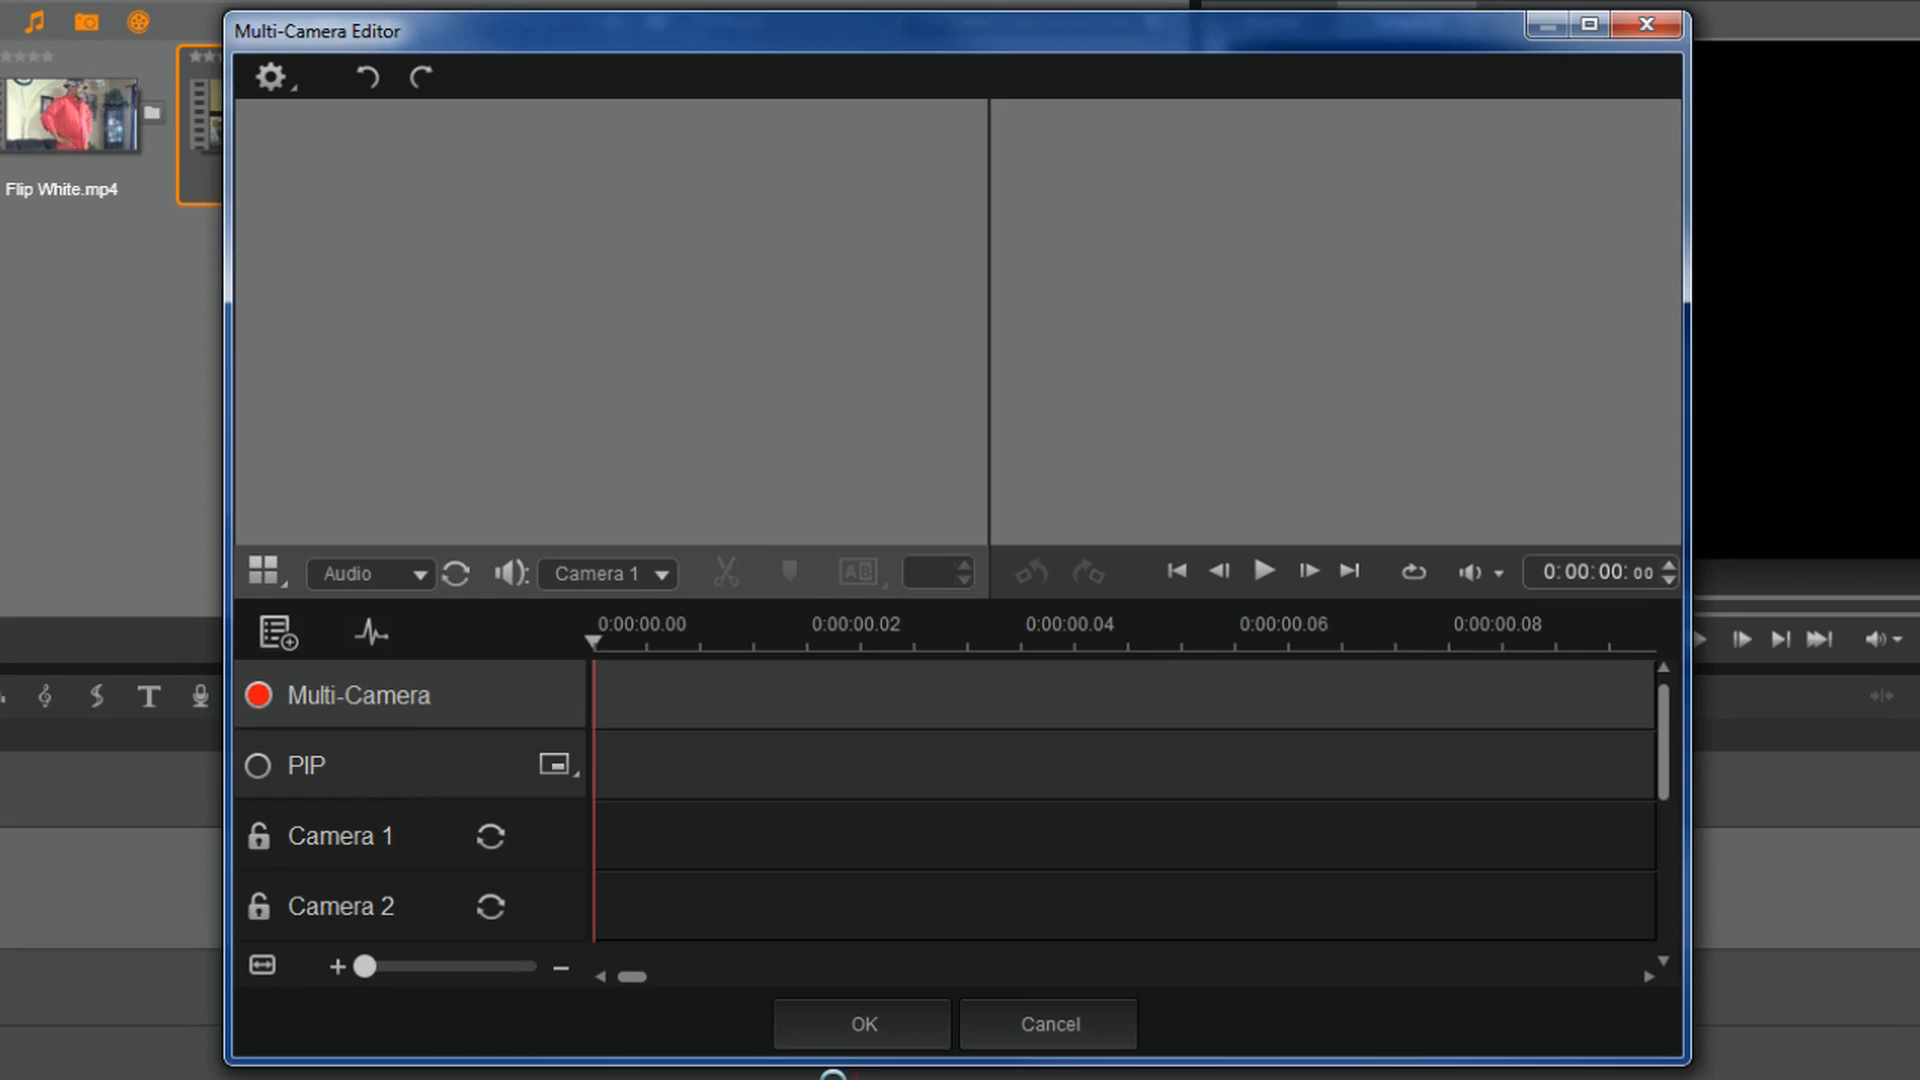 Multi-Camera Editor
Flip White.mp4
Audio
Camera 1
AB
0:00:00:00
0:00:00.00 0:00:00.02 0:00:00.04 0:00:00.06 0:00:00.08
Multi-Camera
PIP
Camera 1
Camera 2
OK
Cancel